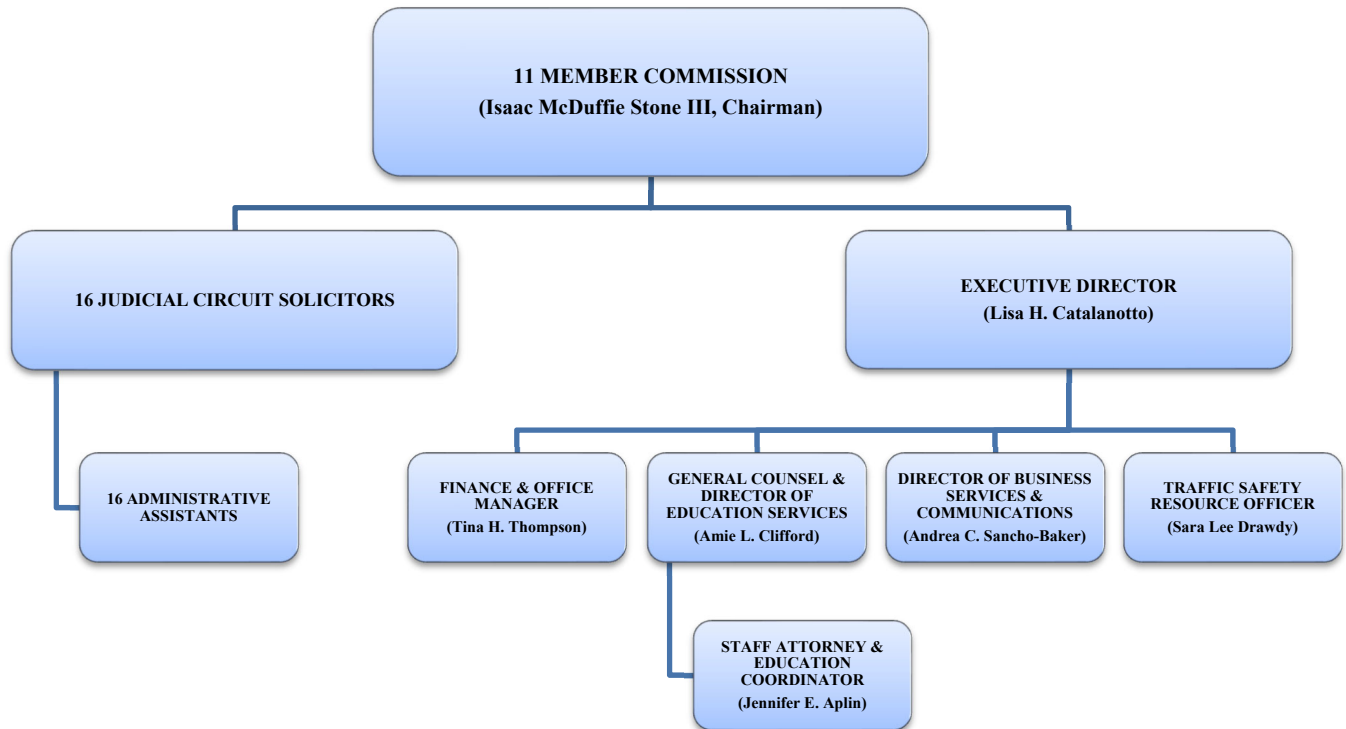 11 MEMBER COMMISSION
(Isaac McDuffie Stone III, Chairman)
16 JUDICIAL CIRCUIT SOLICITORS
EXECUTIVE DIRECTOR
(Lisa H. Catalanotto)
16 ADMINISTRATIVE
ASSISTANTS
FINANCE & OFFICE
MANAGER
(Tina H. Thompson)
GENERAL COUNSEL &
DIRECTOR OF
EDUCATION SERVICES
(Amie L. Clifford)
DIRECTOR OF BUSINESS
SERVICES &
COMMUNICATIONS
(Andrea C. Sancho-Baker)
TRAFFIC SAFETY
RESOURCE OFFICER
(Sara Lee Drawdy)
STAFF ATTORNEY &
EDUCATION
COORDINATOR
(Jennifer E. Aplin)